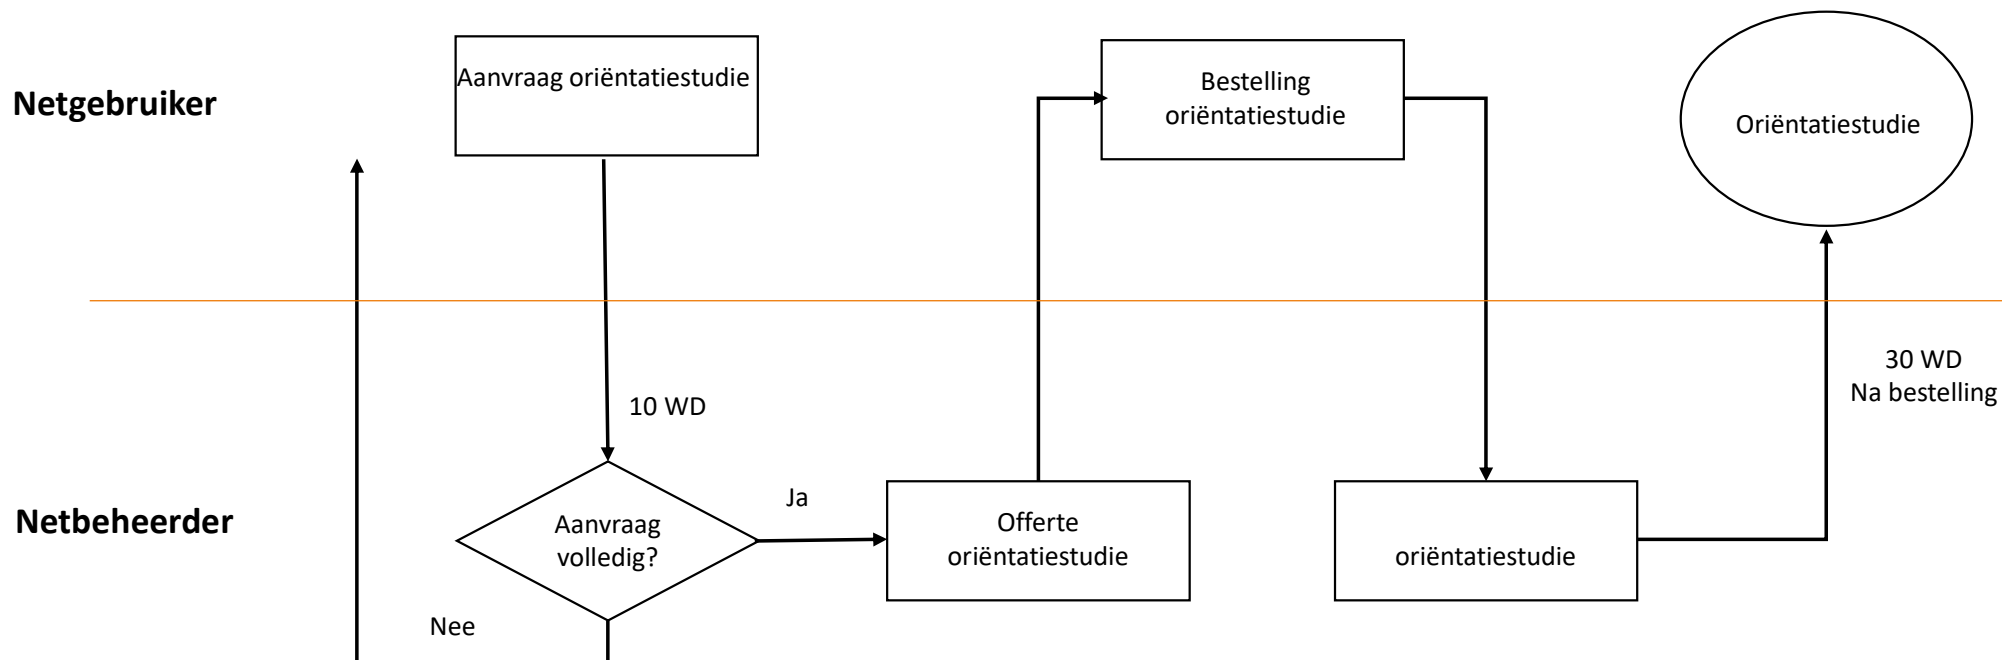 Netgebruiker
Aanvraag oriëntatiestudie
Bestelling
oriëntatiestudie
Oriëntatiestudie
10 WD
30 WD
Na bestelling
Netbeheerder
Aanvraag
volledig?
Ja
Nee
Offerte
oriëntatiestudie
oriëntatiestudie